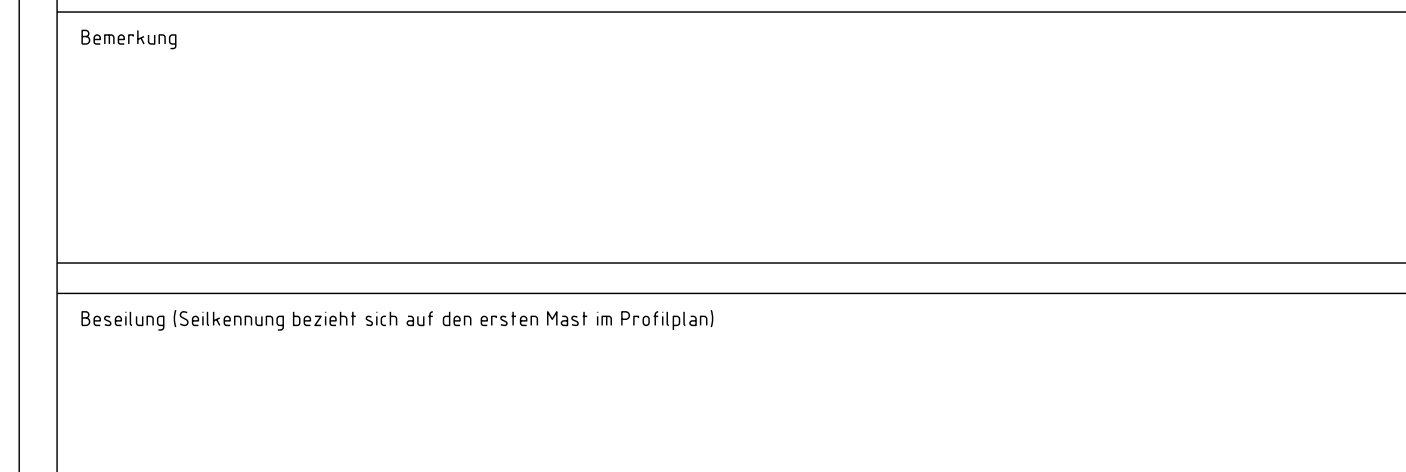 Bemerkung
Beseilung (Seilkennung bezieht sich auf den ersten Mast im Profilplan)